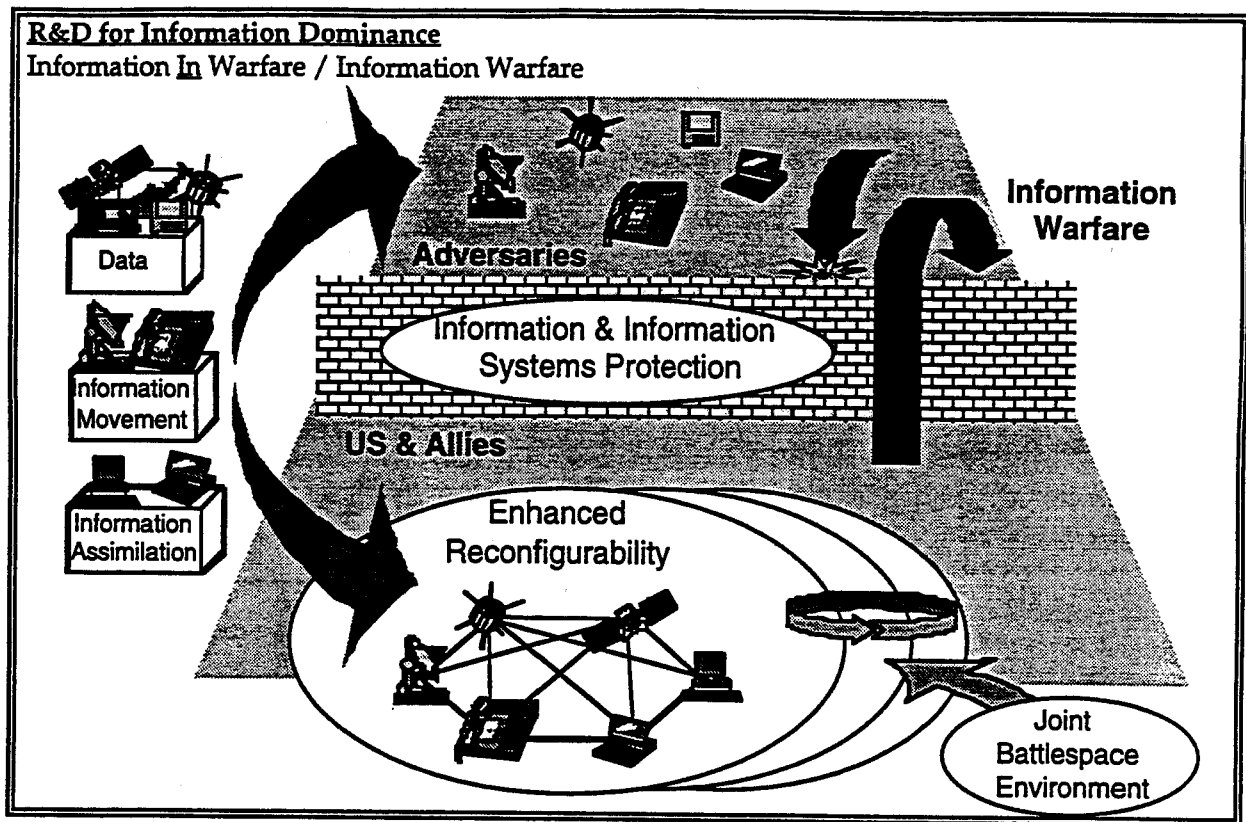 R&D for Information Dominance
Information In Warfare / Information Warfare
Data
Information
Movement
Information
Assimilation
Adversaries
Information
Warfare
Information & Information
Systems Protection
US & Allies
Enhanced
Reconfigurability
Joint
Battlespace
Environment